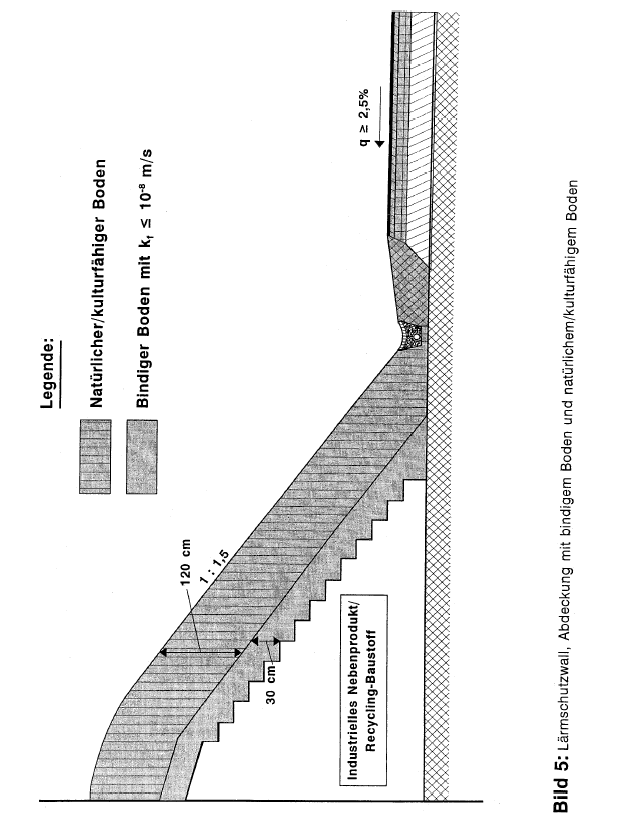 Legende:
Natürlicher/kulturfähiger Boden
Bindiger Boden mit kf ≤ 10⁻⁸ m/s
q ≥ 2,5%
120 cm
1 : 1,5
30 cm
Industrielles Nebenprodukt/
Recycling-Baustoff
Bild 5: Lärmschutzwall, Abdeckung mit bindigem Boden und natürlichem/kulturfähigem Boden